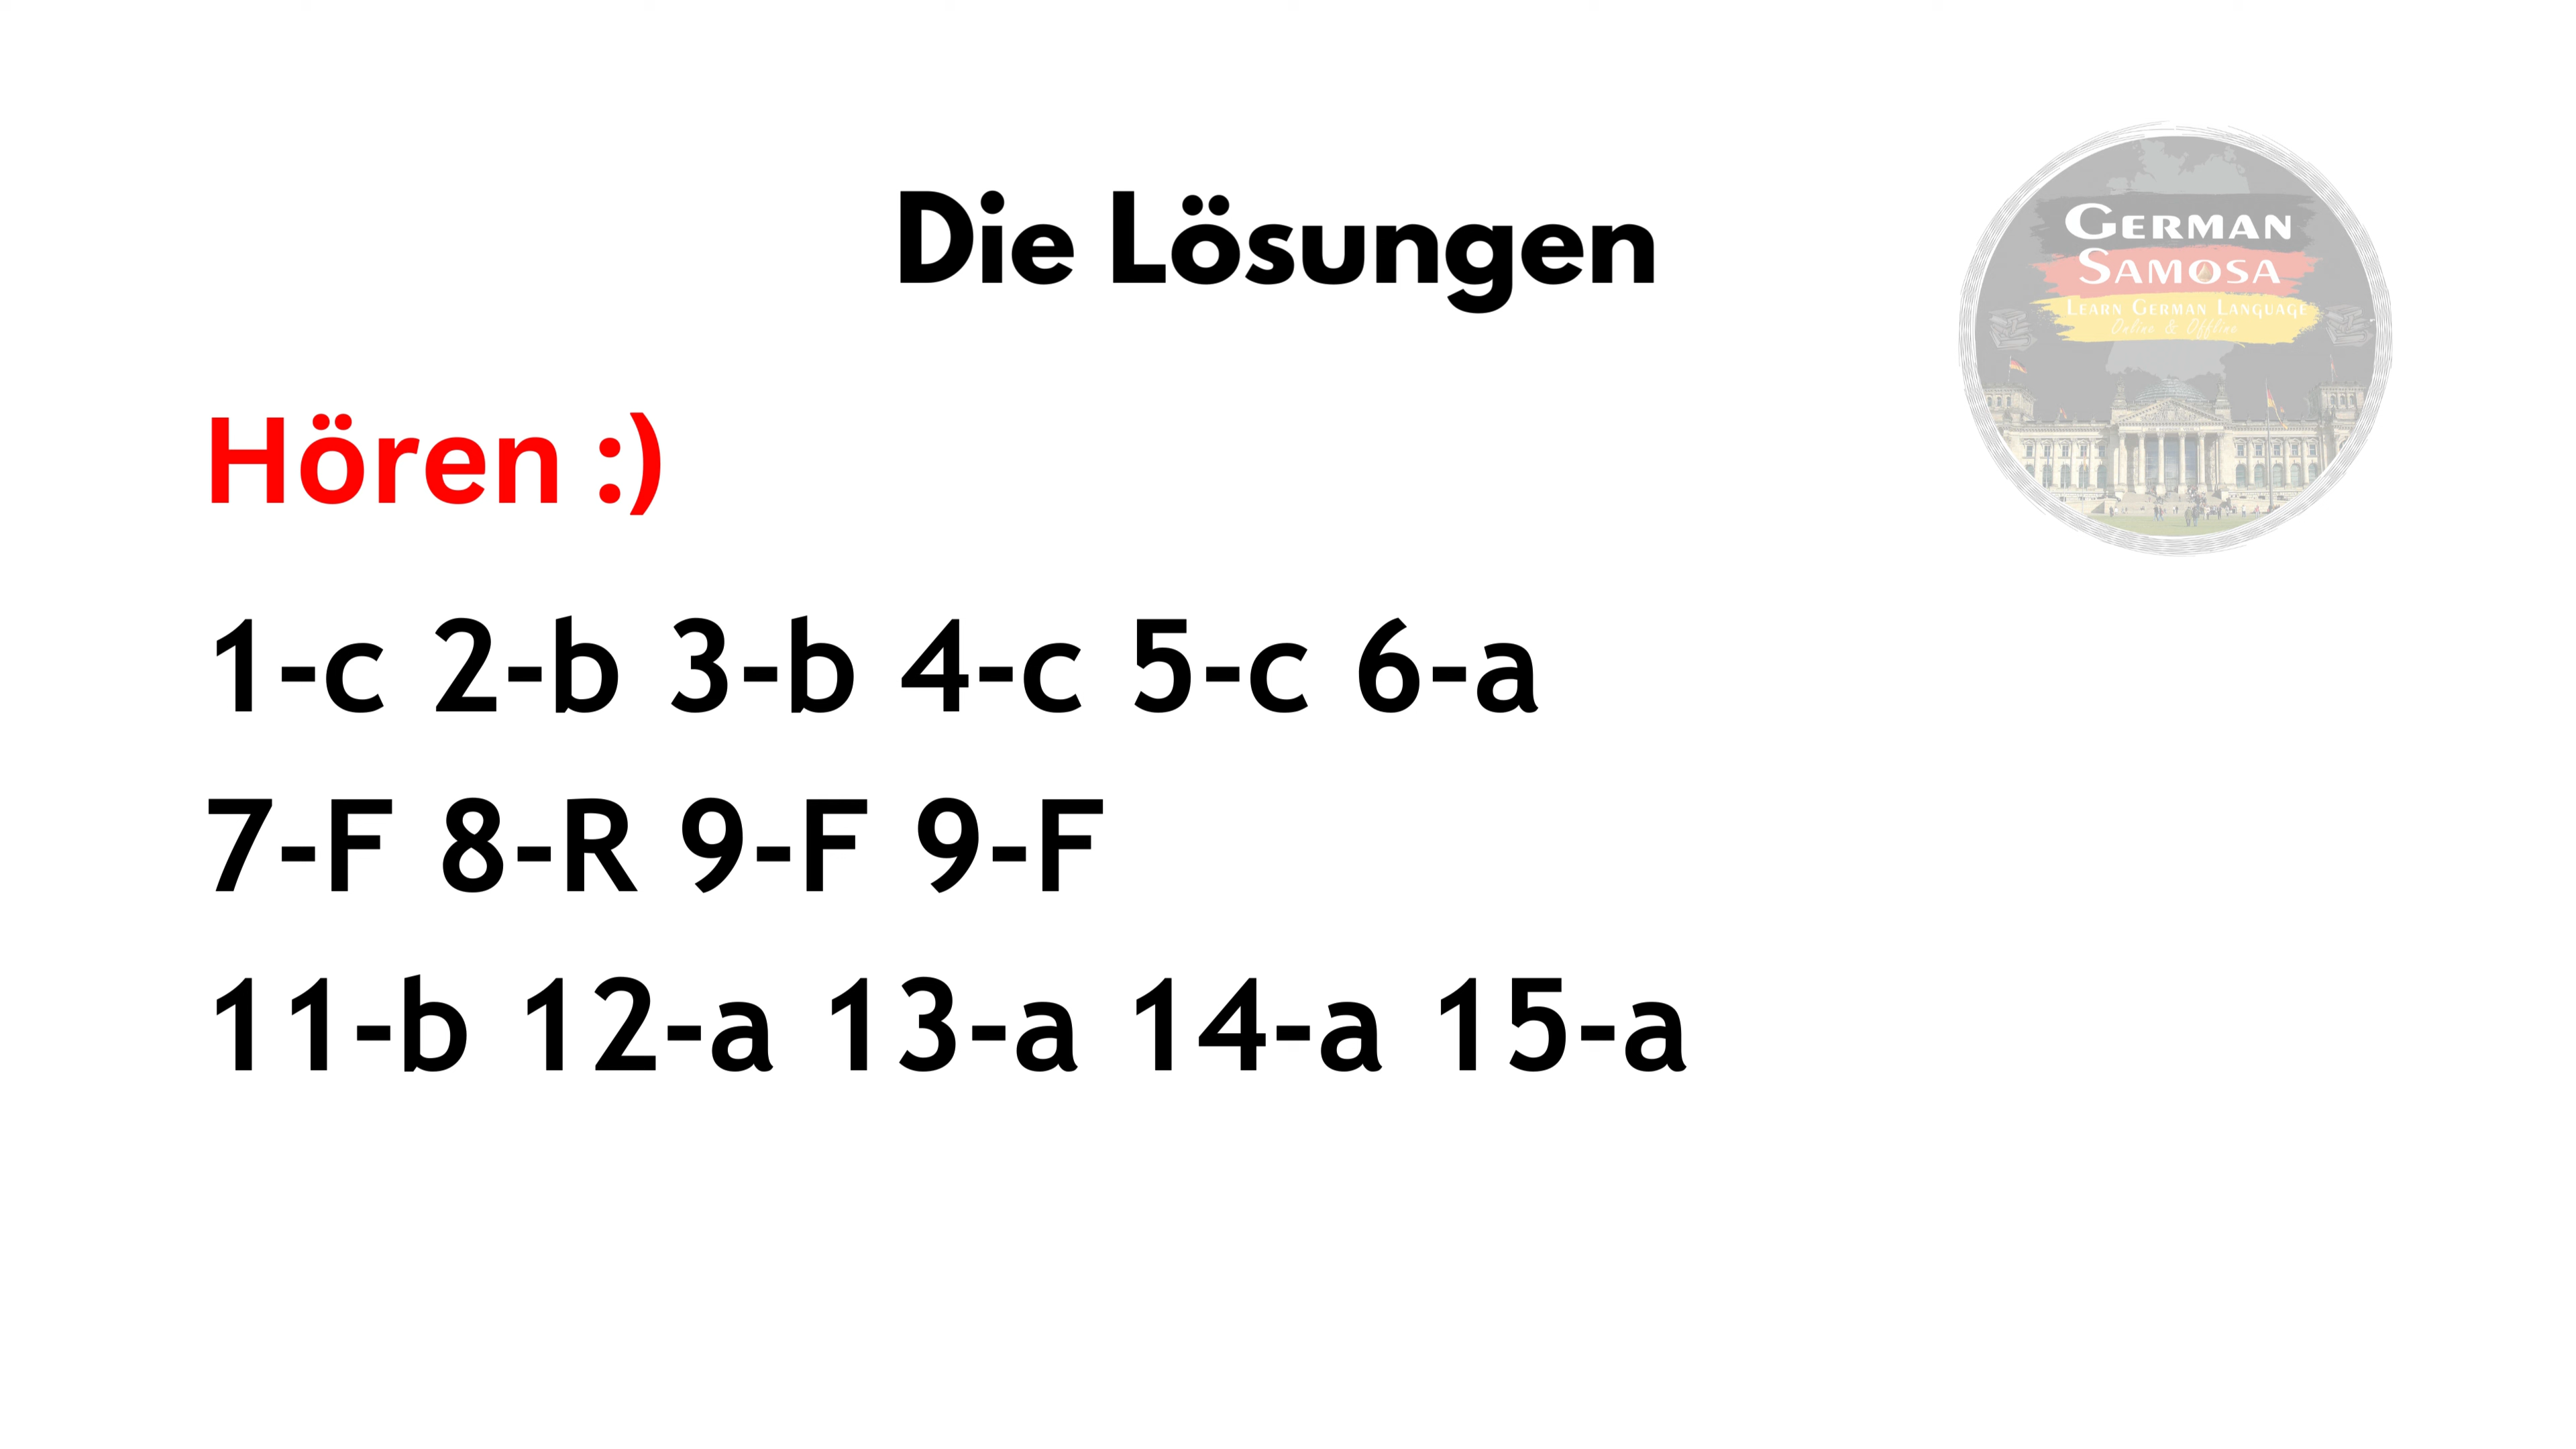 Die Lösungen
GERMAN
SAMOSA
LEARN GERMAN LANGUAGE
Online & Offline
Hören :)
1-c 2-b 3-b 4-c 5-c 6-a
7-F 8-R 9-F 9-F
11-b 12-a 13-a 14-a 15-a